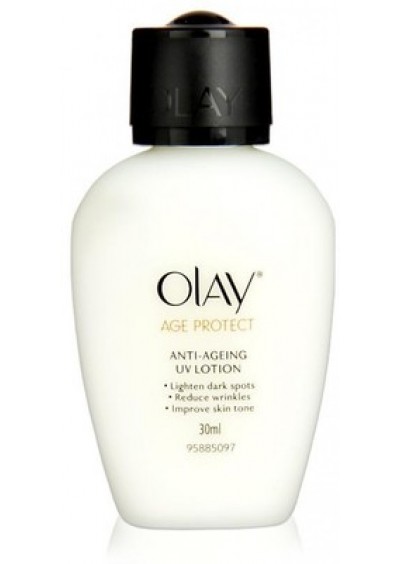 OLAY
OLAY®
AGE PROTECT
ANTI-AGEING
UV LOTION
• Lighten dark spots
• Reduce wrinkles
• Improve skin tone
30ml
95885097